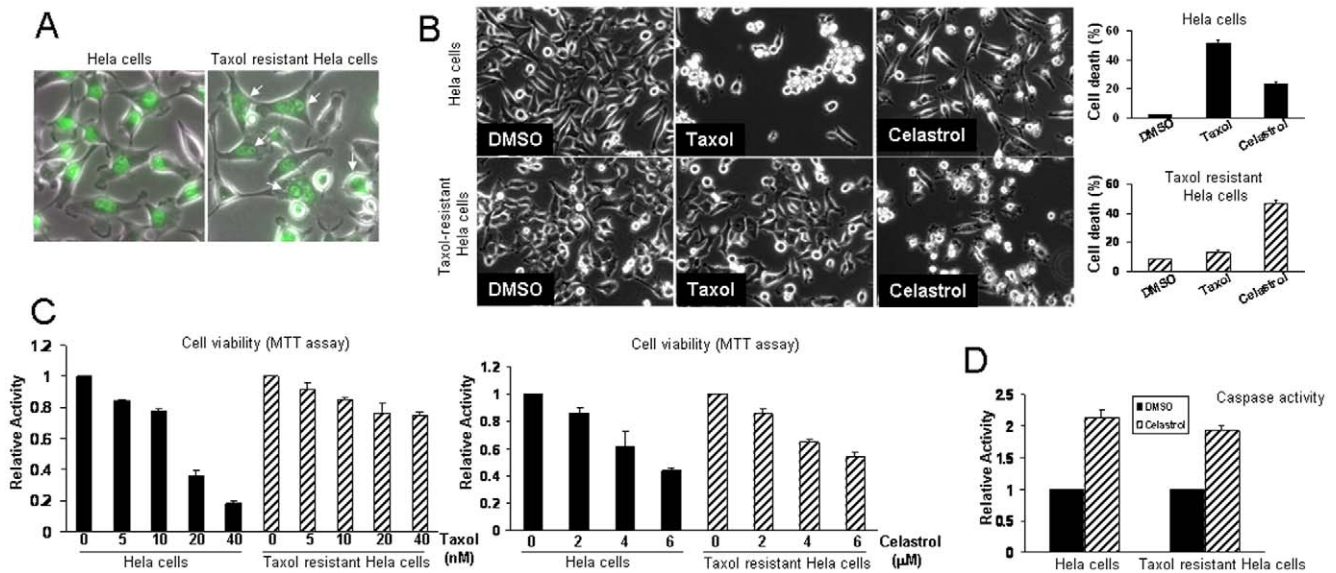 A
Hela cells
Taxol resistant Hela cells
B
Hela cells
DMSO
Taxol
Celastrol
Taxol-resistant
Hela cells
DMSO
Taxol
Celastrol
Hela cells
Cell death (%)
60
40
20
0
DMSO
Taxol
Celastrol
Taxol resistant
Hela cells
Cell death (%)
60
40
20
0
DMSO
Taxol
Celastrol
C
Cell viability (MTT assay)
Relative Activity
1.2
1
0.8
0.6
0.4
0.2
0
0 5 10 20 40 0 5 10 20 40 Taxol
(nM)
Hela cells
Taxol resistant Hela cells
Cell viability (MTT assay)
Relative Activity
1.2
1
0.8
0.6
0.4
0.2
0
0 2 4 6 0 2 4 6 Celastrol
(µM)
Hela cells
Taxol resistant Hela cells
D
Caspase activity
DMSO
Celastrol
Relative Activity
2.5
2
1.5
1
0.5
0
Hela cells
Taxol resistant Hela cells